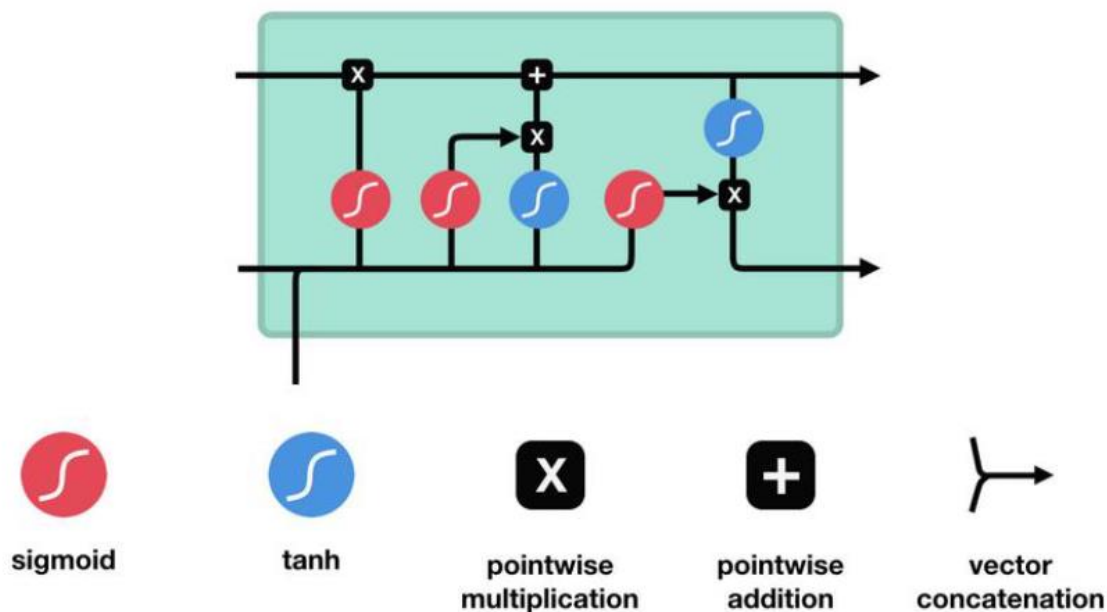 X
+
X
X
X
+
sigmoid
tanh
pointwise
multiplication
pointwise
addition
vector
concatenation